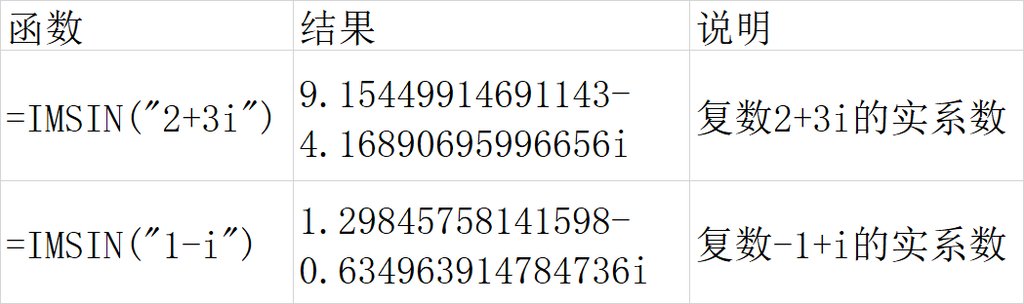 函数 结果 说明
=IMSIN("2+3i") 9.15449914691143-
4.16890695996656i 复数2+3i的实系数
=IMSIN("1-i") 1.29845758141598-
0.634963914784736i 复数-1+i的实系数